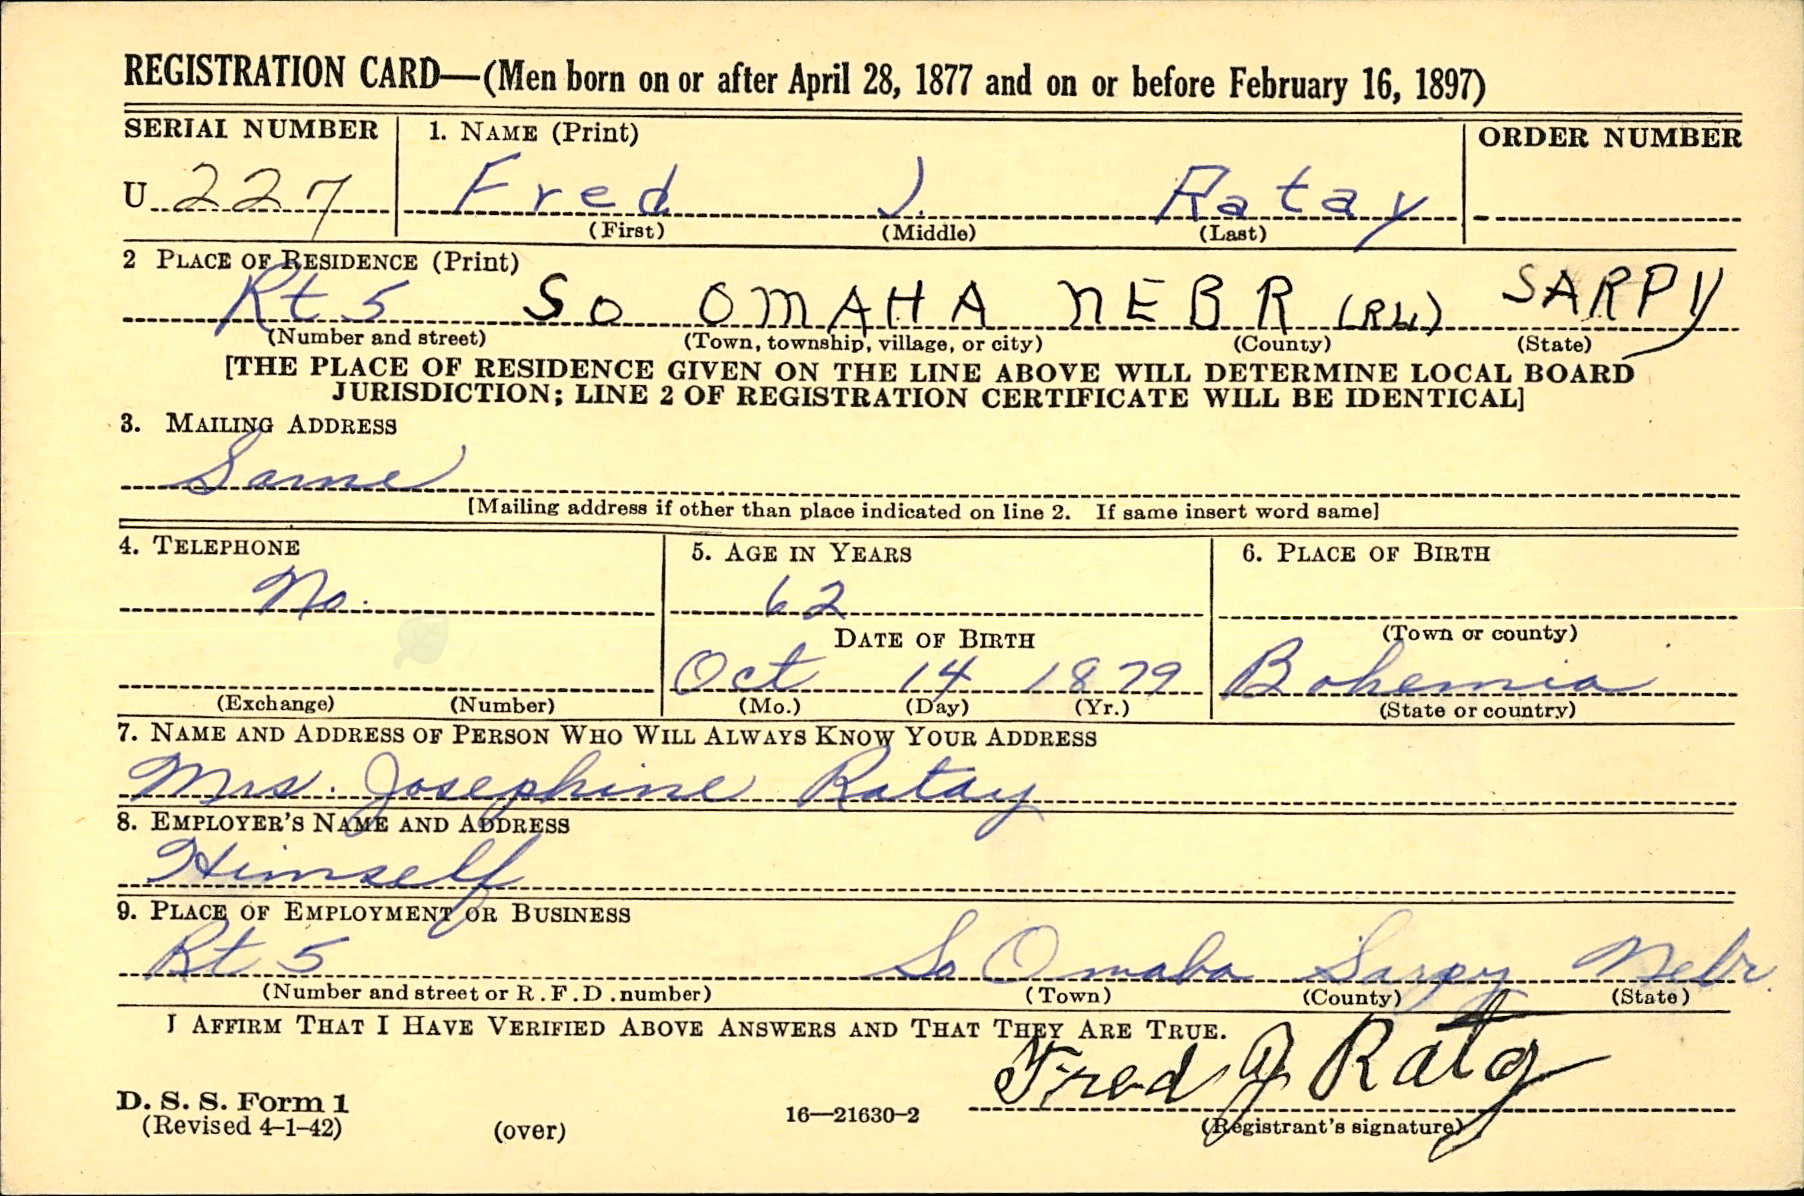 REGISTRATION CARD—(Men born on or after April 28, 1877 and on or before February 16, 1897)
SERIAL NUMBER 1. NAME (Print) ORDER NUMBER
U 227 Fred J. Ratay
(First) (Middle) (Last)
2 PLACE OF RESIDENCE (Print)
Rt 5 SO OMAHA NEBR SARPY
(Number and street) (Town, township, village, or city) (County) (State)
[THE PLACE OF RESIDENCE GIVEN ON THE LINE ABOVE WILL DETERMINE LOCAL BOARD
JURISDICTION; LINE 2 OF REGISTRATION CERTIFICATE WILL BE IDENTICAL]
3. MAILING ADDRESS
Same
[Mailing address if other than place indicated on line 2. If same insert word same]
4. TELEPHONE 5. AGE IN YEARS 6. PLACE OF BIRTH
No. 62
DATE OF BIRTH (Town or county)
Oct 14 1879 Bohemia
(Exchange) (Number) (Mo.) (Day) (Yr.) (State or country)
7. NAME AND ADDRESS OF PERSON WHO WILL ALWAYS KNOW YOUR ADDRESS
Mrs. Josephine Ratay
8. EMPLOYER'S NAME AND ADDRESS
Himself
9. PLACE OF EMPLOYMENT OR BUSINESS
Rt 5 So Omaha Sarpy Nebr.
(Number and street or R.F.D. number) (Town) (County) (State)
I AFFIRM THAT I HAVE VERIFIED ABOVE ANSWERS AND THAT THEY ARE TRUE.
Fred J Ratay
D. S. S. Form 1
(Revised 4-1-42) (over) 16—21630-2 (Registrant's signature)